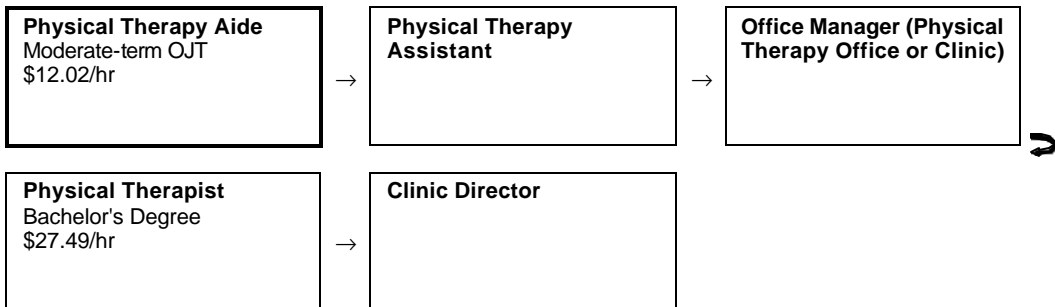 Physical Therapy Aide
Moderate-term OJT
$12.02/hr
→
Physical Therapy
Assistant
→
Office Manager (Physical
Therapy Office or Clinic)
Physical Therapist
Bachelor's Degree
$27.49/hr
→
Clinic Director